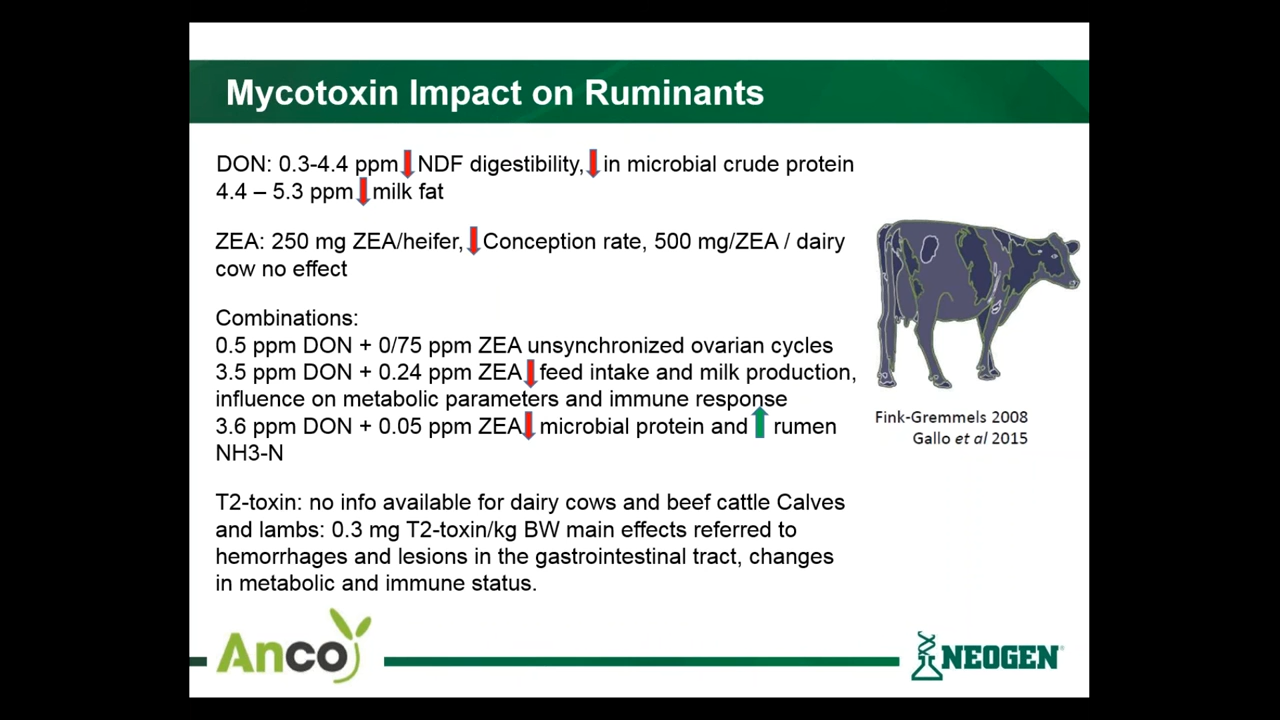 Mycotoxin Impact on Ruminants
DON: 0.3-4.4 ppm NDF digestibility, in microbial crude protein
4.4 – 5.3 ppm milk fat
ZEA: 250 mg ZEA/heifer, Conception rate, 500 mg/ZEA / dairy
cow no effect
Combinations:
0.5 ppm DON + 0/75 ppm ZEA unsynchronized ovarian cycles
3.5 ppm DON + 0.24 ppm ZEA feed intake and milk production,
influence on metabolic parameters and immune response
3.6 ppm DON + 0.05 ppm ZEA microbial protein and rumen
NH3-N
Fink-Gremmels 2008
Gallo et al 2015
T2-toxin: no info available for dairy cows and beef cattle Calves
and lambs: 0.3 mg T2-toxin/kg BW main effects referred to
hemorrhages and lesions in the gastrointestinal tract, changes
in metabolic and immune status.
Anco
NEOGEN®